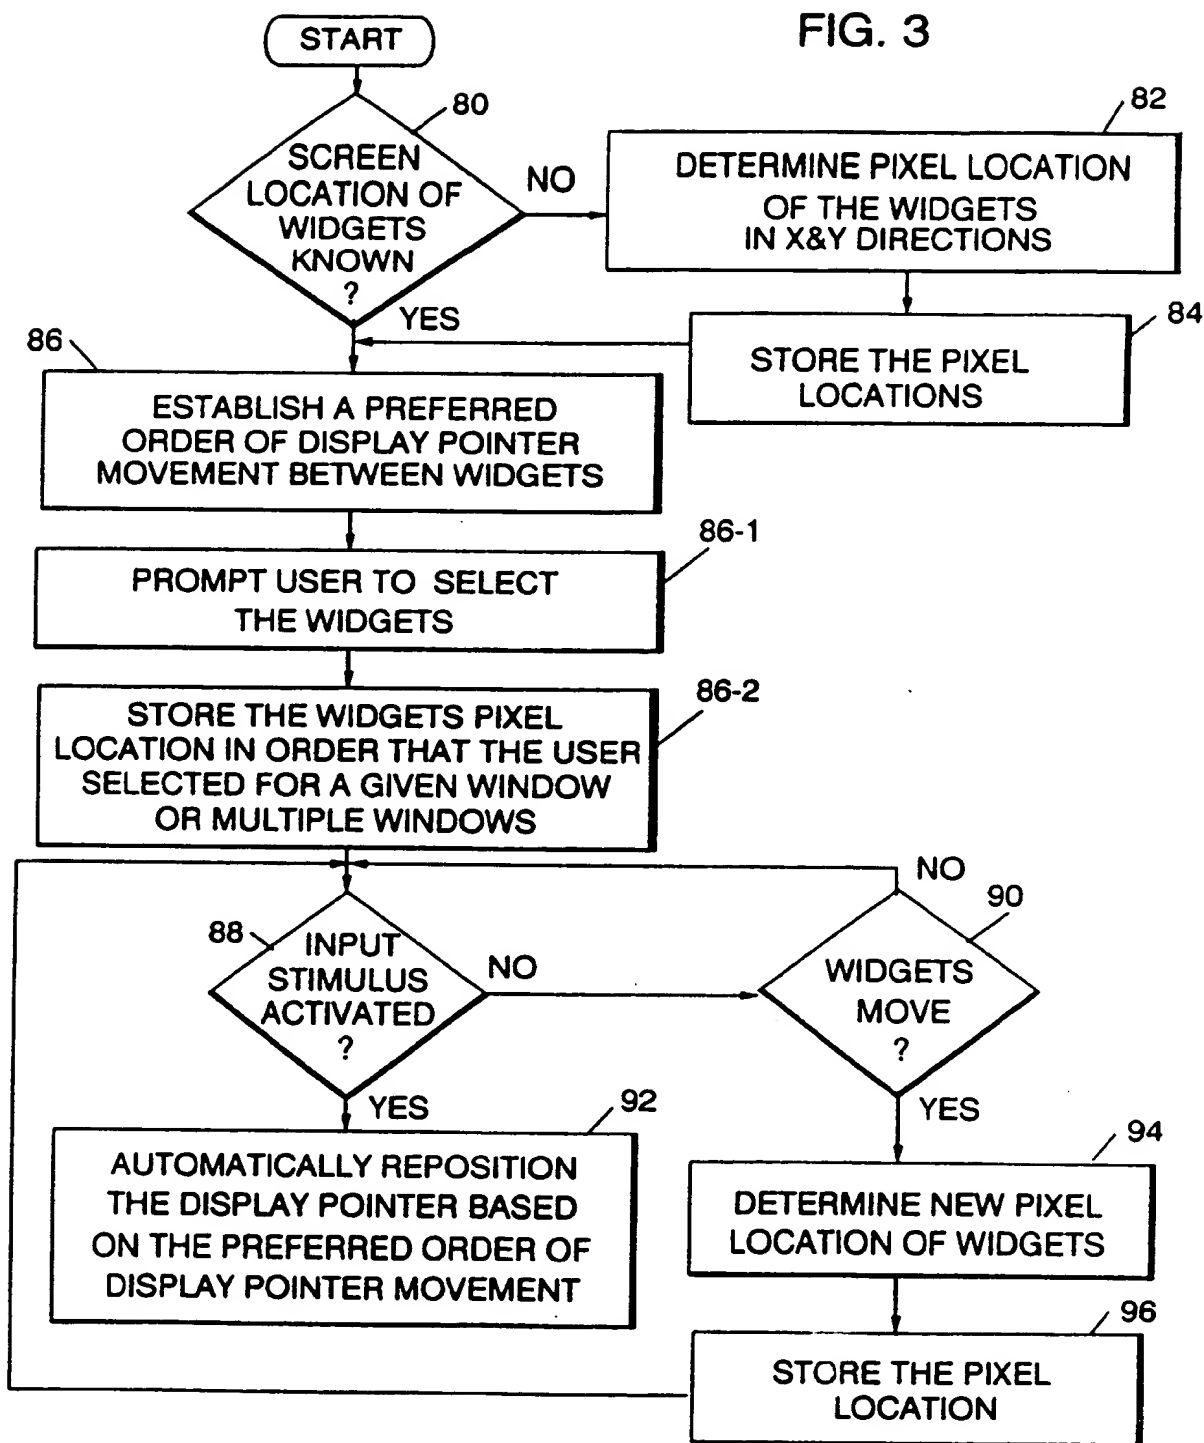 FIG. 3
START
80
SCREEN
LOCATION OF
WIDGETS
KNOWN
?
NO
YES
82
DETERMINE PIXEL LOCATION
OF THE WIDGETS
IN X&Y DIRECTIONS
84
STORE THE PIXEL
LOCATIONS
86
ESTABLISH A PREFERRED
ORDER OF DISPLAY POINTER
MOVEMENT BETWEEN WIDGETS
86-1
PROMPT USER TO SELECT
THE WIDGETS
86-2
STORE THE WIDGETS PIXEL
LOCATION IN ORDER THAT THE USER
SELECTED FOR A GIVEN WINDOW
OR MULTIPLE WINDOWS
88
INPUT
STIMULUS
ACTIVATED
?
NO
YES
NO
90
WIDGETS
MOVE
?
YES
92
AUTOMATICALLY REPOSITION
THE DISPLAY POINTER BASED
ON THE PREFERRED ORDER OF
DISPLAY POINTER MOVEMENT
94
DETERMINE NEW PIXEL
LOCATION OF WIDGETS
96
STORE THE PIXEL
LOCATION